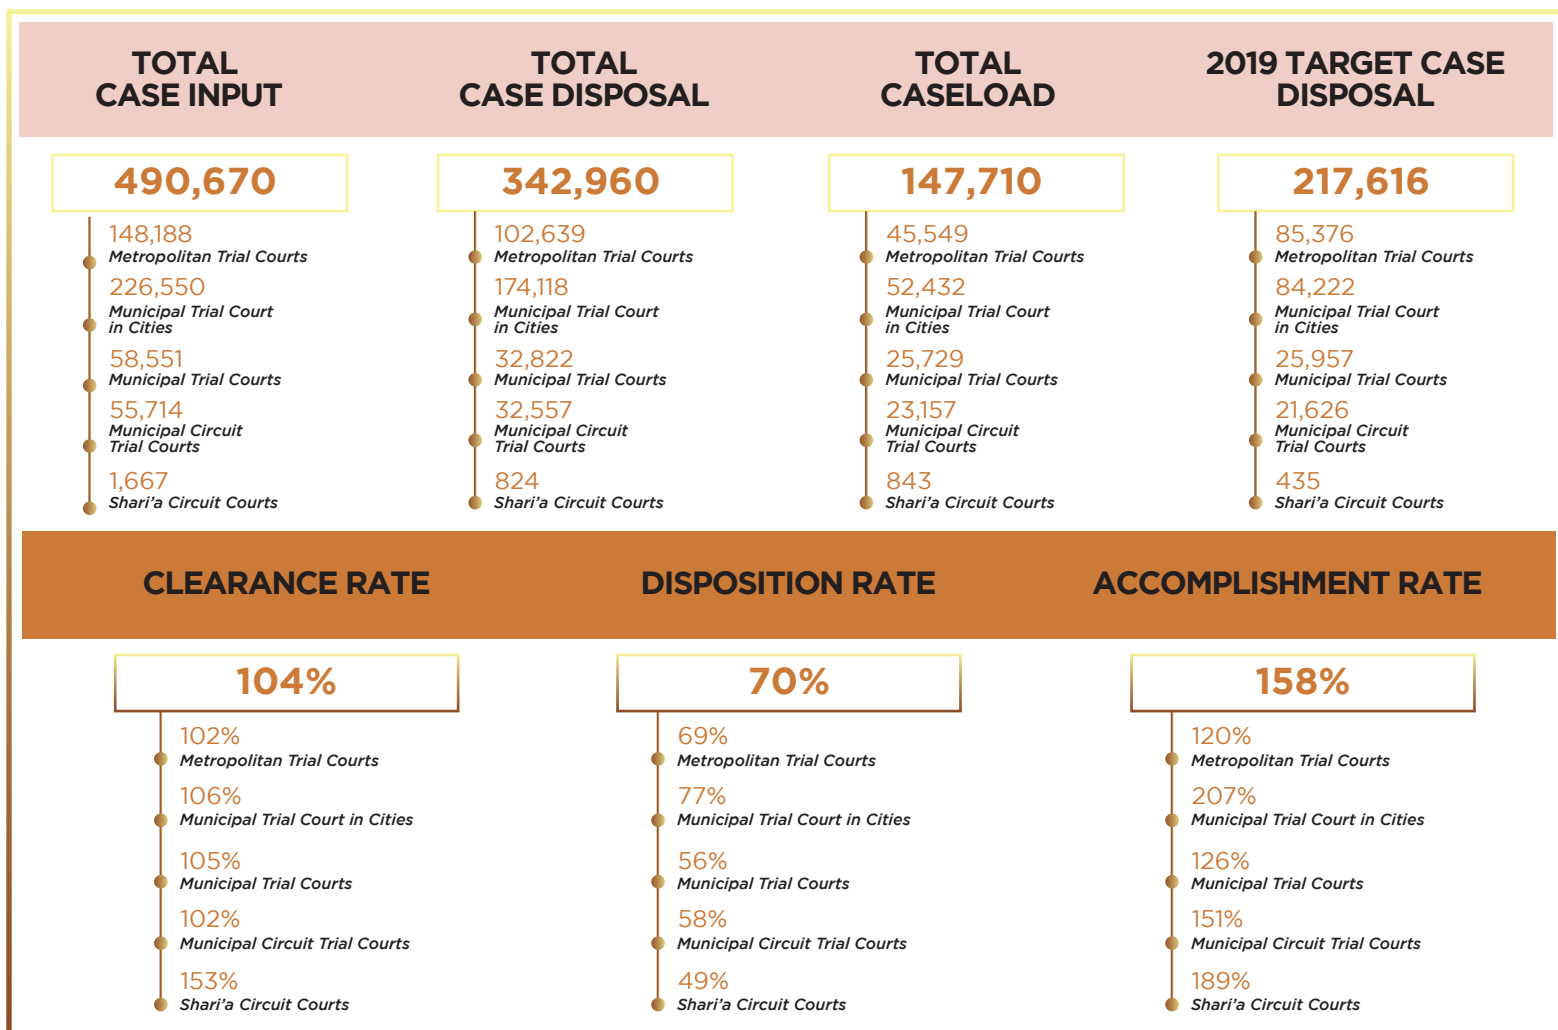 TOTAL
CASE INPUT
490,670
148,188
Metropolitan Trial Courts
226,550
Municipal Trial Court
in Cities
58,551
Municipal Trial Courts
55,714
Municipal Circuit
Trial Courts
1,667
Shari’a Circuit Courts
TOTAL
CASE DISPOSAL
342,960
102,639
Metropolitan Trial Courts
174,118
Municipal Trial Court
in Cities
32,822
Municipal Trial Courts
32,557
Municipal Circuit
Trial Courts
824
Shari’a Circuit Courts
TOTAL
CASELOAD
147,710
45,549
Metropolitan Trial Courts
52,432
Municipal Trial Court
in Cities
25,729
Municipal Trial Courts
23,157
Municipal Circuit
Trial Courts
843
Shari’a Circuit Courts
2019 TARGET CASE
DISPOSAL
217,616
85,376
Metropolitan Trial Courts
84,222
Municipal Trial Court
in Cities
25,957
Municipal Trial Courts
21,626
Municipal Circuit
Trial Courts
435
Shari’a Circuit Courts
CLEARANCE RATE
104%
102%
Metropolitan Trial Courts
106%
Municipal Trial Court in Cities
105%
Municipal Trial Courts
102%
Municipal Circuit Trial Courts
153%
Shari’a Circuit Courts
DISPOSITION RATE
70%
69%
Metropolitan Trial Courts
77%
Municipal Trial Court in Cities
56%
Municipal Trial Courts
58%
Municipal Circuit Trial Courts
49%
Shari’a Circuit Courts
ACCOMPLISHMENT RATE
158%
120%
Metropolitan Trial Courts
207%
Municipal Trial Court in Cities
126%
Municipal Trial Courts
151%
Municipal Circuit Trial Courts
189%
Shari’a Circuit Courts